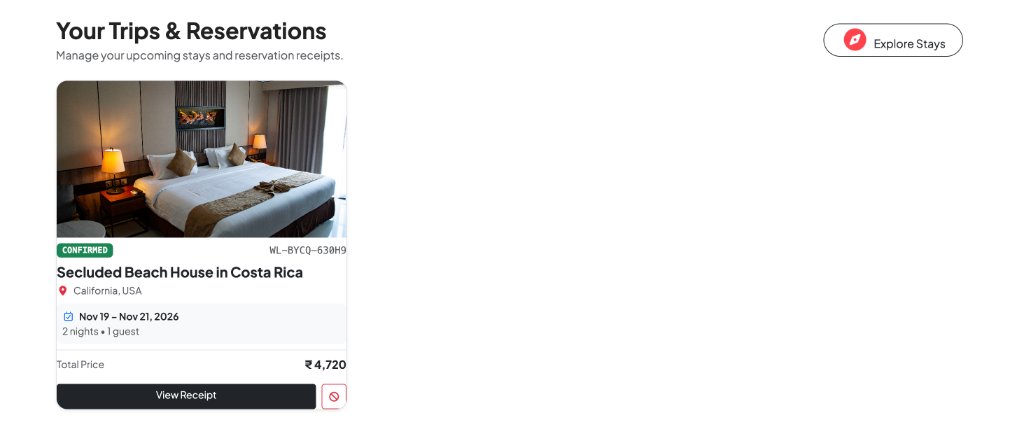 Your Trips & Reservations
Manage your upcoming stays and reservation receipts.
Explore Stays
CONFIRMED
WL-BYCQ-630H9
Secluded Beach House in Costa Rica
California, USA
Nov 19 – Nov 21, 2026
2 nights • 1 guest
Total Price
₹ 4,720
View Receipt